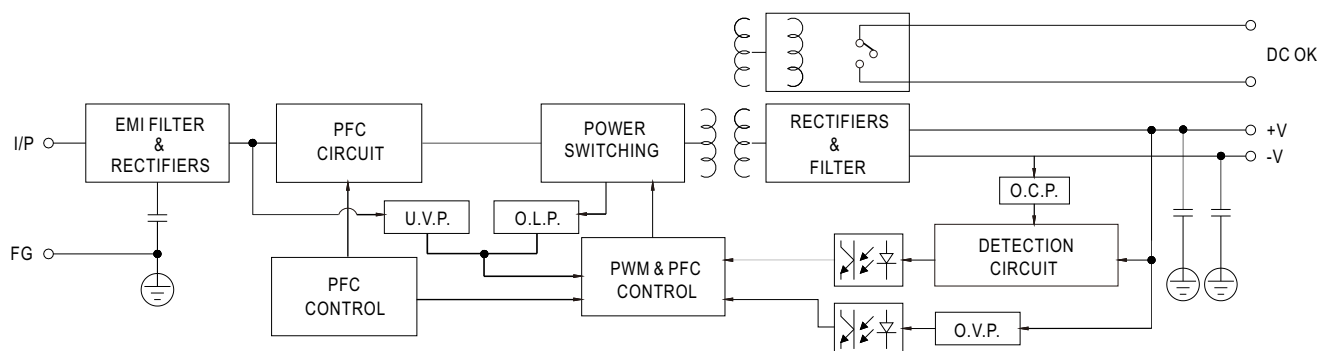 DC OK
I/P
EMI FILTER
&
RECTIFIERS
PFC
CIRCUIT
POWER
SWITCHING
RECTIFIERS
&
FILTER
+V
-V
O.C.P.
U.V.P.
O.L.P.
FG
DETECTION
CIRCUIT
PFC
CONTROL
PWM & PFC
CONTROL
O.V.P.